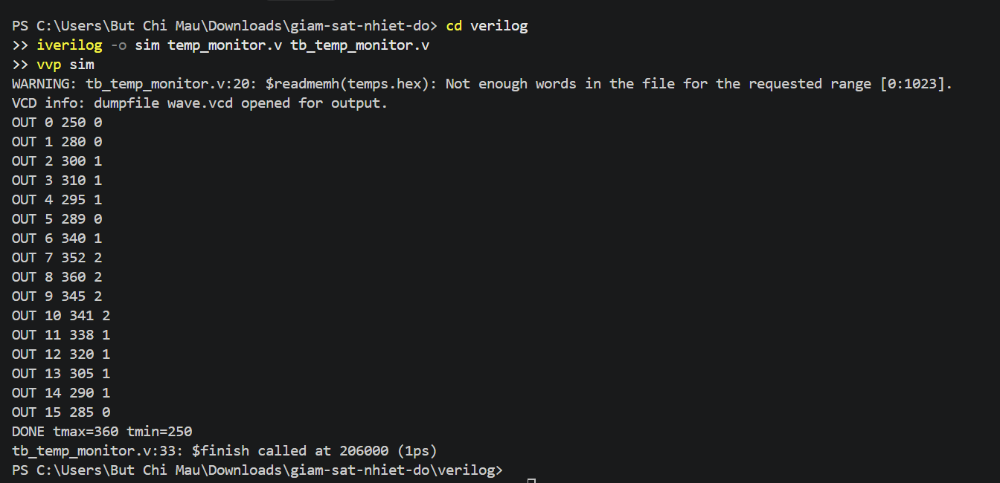 PS C:\Users\But Chi Mau\Downloads\giam-sat-nhiet-do> cd verilog
>> iverilog -o sim temp_monitor.v tb_temp_monitor.v
>> vvp sim
WARNING: tb_temp_monitor.v:20: $readmemh(temps.hex): Not enough words in the file for the requested range [0:1023].
VCD info: dumpfile wave.vcd opened for output.
OUT 0 250 0
OUT 1 280 0
OUT 2 300 1
OUT 3 310 1
OUT 4 295 1
OUT 5 289 0
OUT 6 340 1
OUT 7 352 2
OUT 8 360 2
OUT 9 345 2
OUT 10 341 2
OUT 11 338 1
OUT 12 320 1
OUT 13 305 1
OUT 14 290 1
OUT 15 285 0
DONE tmax=360 tmin=250
tb_temp_monitor.v:33: $finish called at 206000 (1ps)
PS C:\Users\But Chi Mau\Downloads\giam-sat-nhiet-do\verilog>